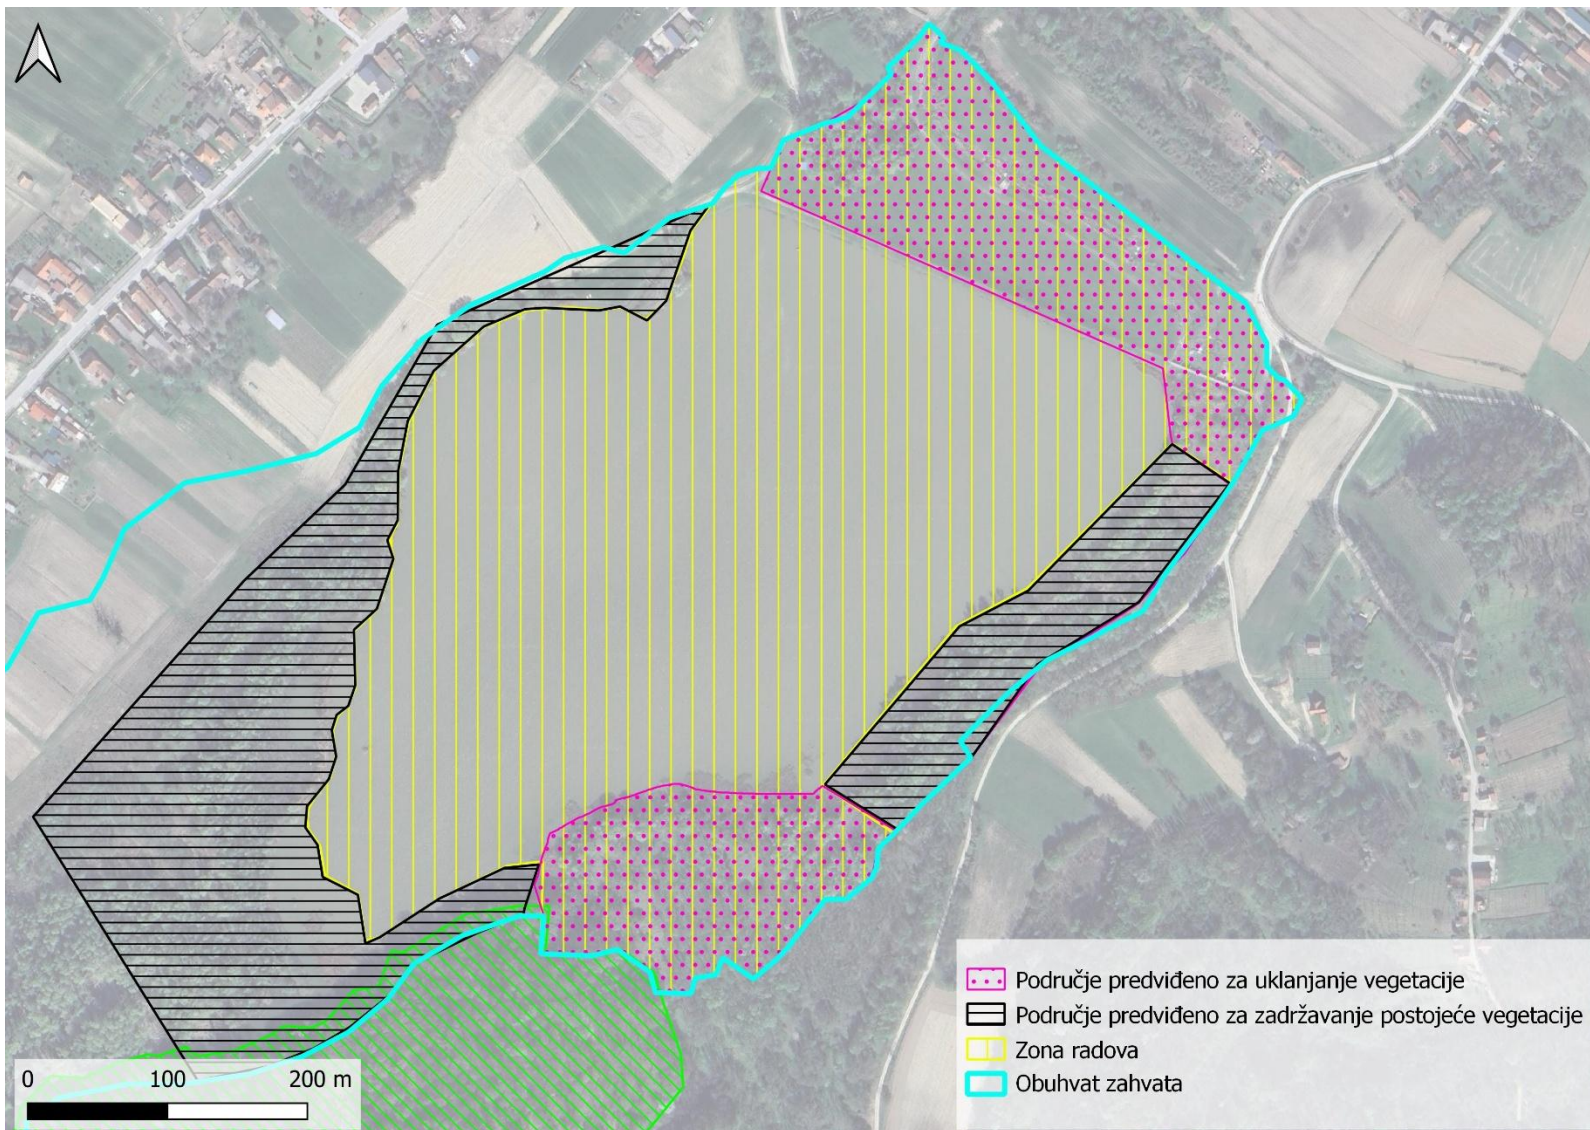 Područje predviđeno za uklanjanje vegetacije
Područje predviđeno za zadržavanje postojeće vegetacije
Zona radova
Obuhvat zahvata
0 100 200 m